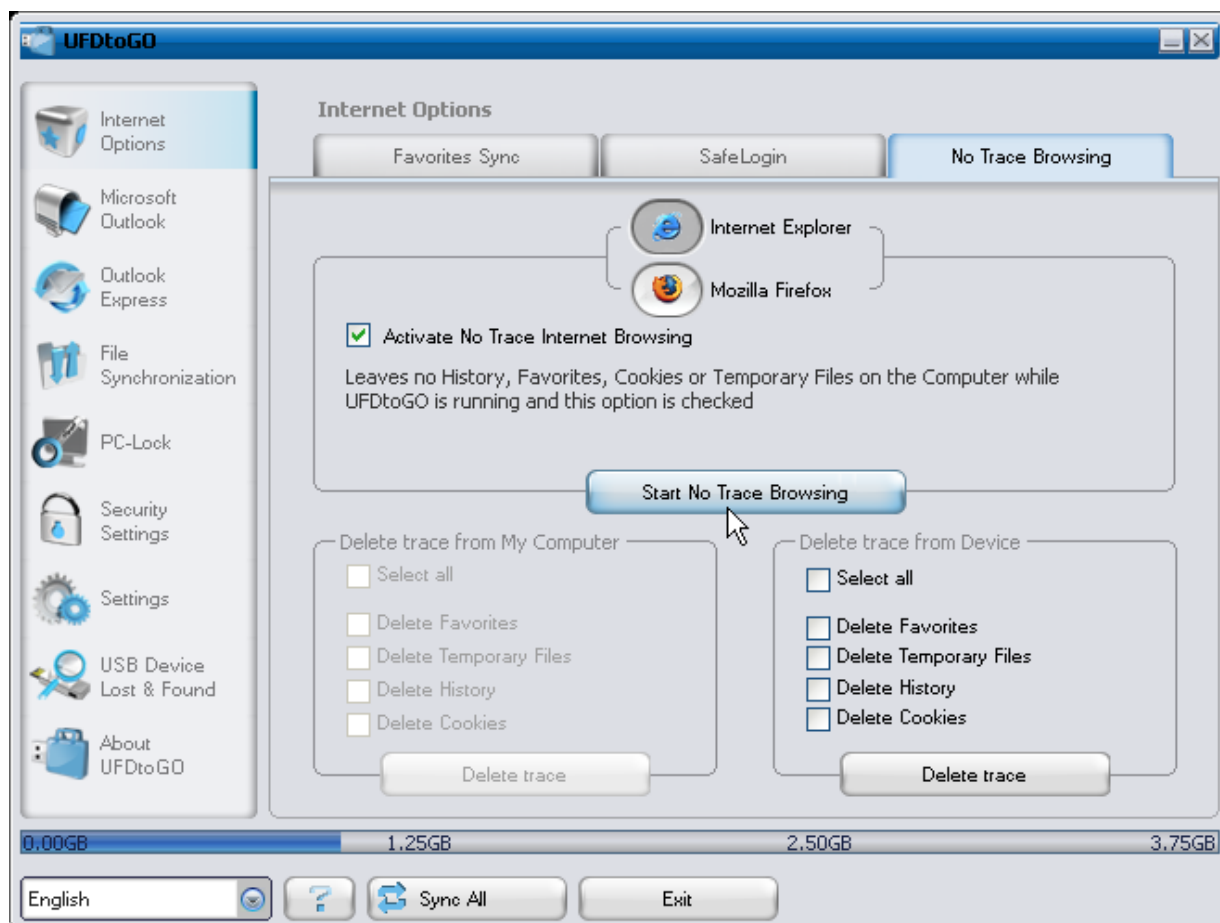 UFDtoGO
Internet
Options
Microsoft
Outlook
Outlook
Express
File
Synchronization
PC-Lock
Security
Settings
Settings
USB Device
Lost & Found
About
UFDtoGO
Internet Options
Favorites Sync
SafeLogin
No Trace Browsing
Internet Explorer
Mozilla Firefox
Activate No Trace Internet Browsing
Leaves no History, Favorites, Cookies or Temporary Files on the Computer while
UFDtoGO is running and this option is checked
Start No Trace Browsing
Delete trace from My Computer
Select all
Delete Favorites
Delete Temporary Files
Delete History
Delete Cookies
Delete trace
Delete trace from Device
Select all
Delete Favorites
Delete Temporary Files
Delete History
Delete Cookies
Delete trace
0.00GB 1.25GB 2.50GB 3.75GB
English ? Sync All Exit